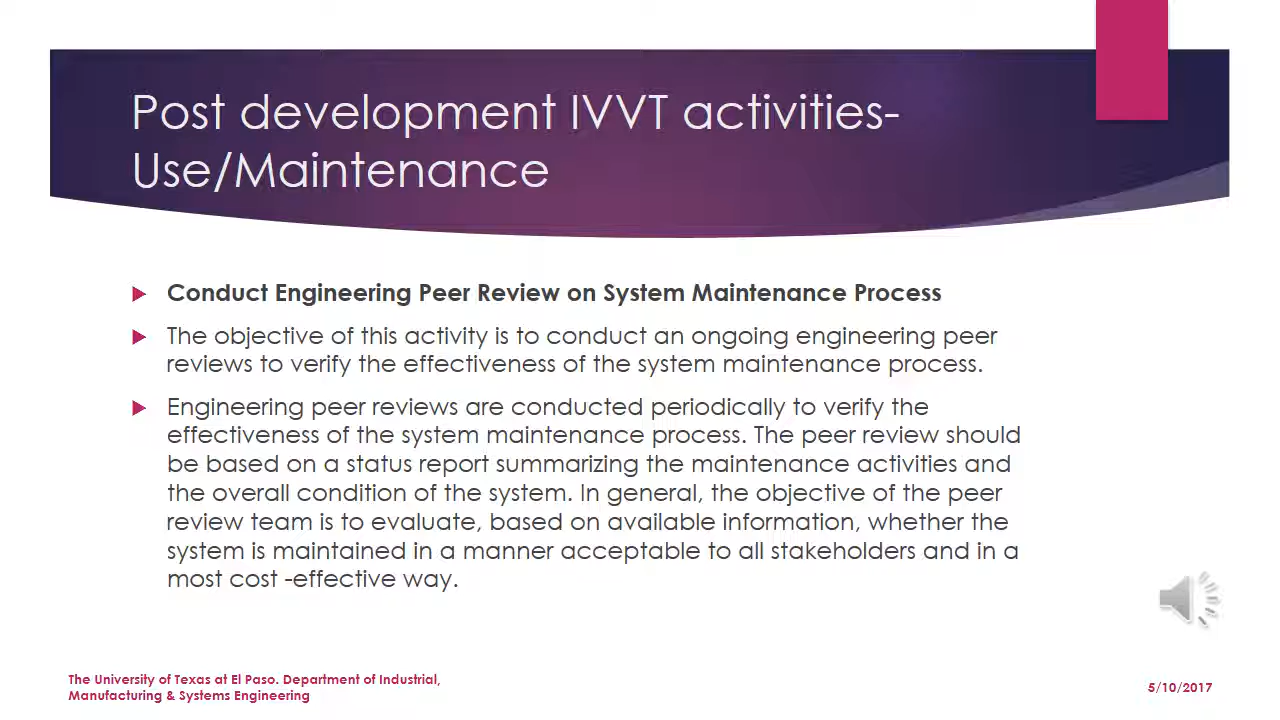 Post development IVVT activities-
Use/Maintenance
Conduct Engineering Peer Review on System Maintenance Process
The objective of this activity is to conduct an ongoing engineering peer
reviews to verify the effectiveness of the system maintenance process.
Engineering peer reviews are conducted periodically to verify the
effectiveness of the system maintenance process. The peer review should
be based on a status report summarizing the maintenance activities and
the overall condition of the system. In general, the objective of the peer
review team is to evaluate, based on available information, whether the
system is maintained in a manner acceptable to all stakeholders and in a
most cost -effective way.
The University of Texas at El Paso. Department of Industrial,
Manufacturing & Systems Engineering
5/10/2017